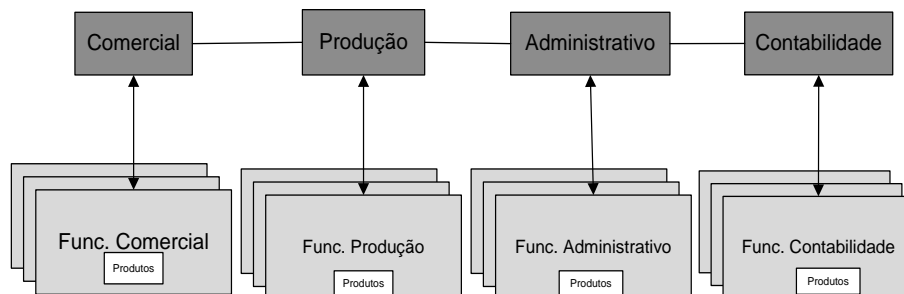 Comercial
Produção
Administrativo
Contabilidade
Func. Comercial
Produtos
Func. Produção
Produtos
Func. Administrativo
Produtos
Func. Contabilidade
Produtos